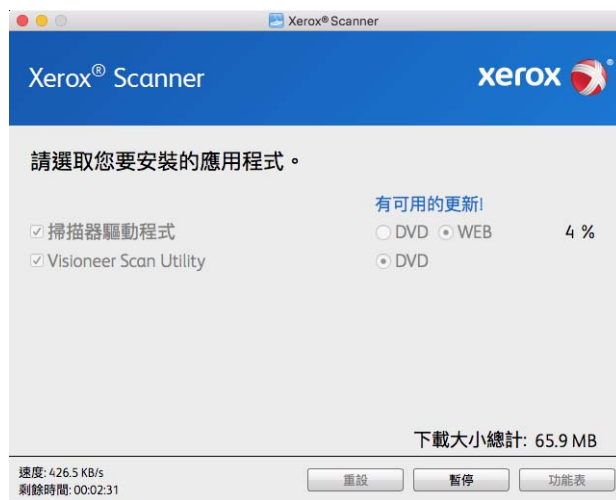 Xerox® Scanner
Xerox® Scanner
xerox®
請選取您要安裝的應用程式。
有可用的更新!
掃描器驅動程式 DVD WEB 4 %
Visioneer Scan Utility DVD
下載大小總計: 65.9 MB
速度: 426.5 KB/s
剩餘時間: 00:02:31
重設 暫停 功能表